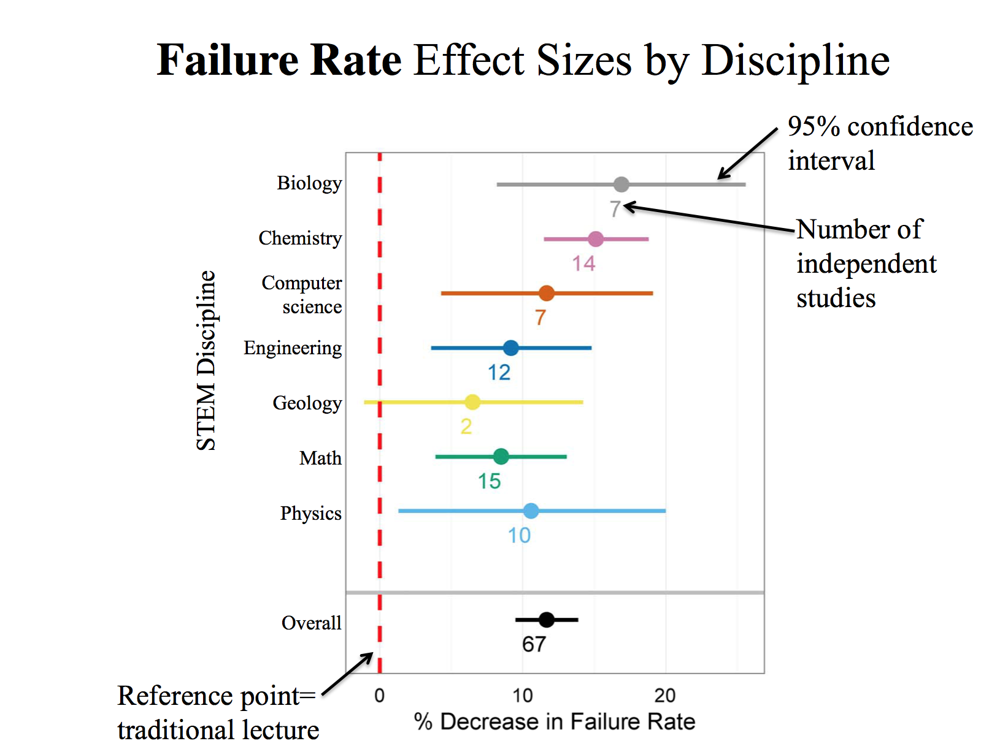 Failure Rate Effect Sizes by Discipline
95% confidence
interval
Number of
independent
studies
STEM Discipline
Biology
7
Chemistry
14
Computer
science
7
Engineering
12
Geology
2
Math
15
Physics
10
Overall
67
Reference point=
traditional lecture
0 10 20
% Decrease in Failure Rate